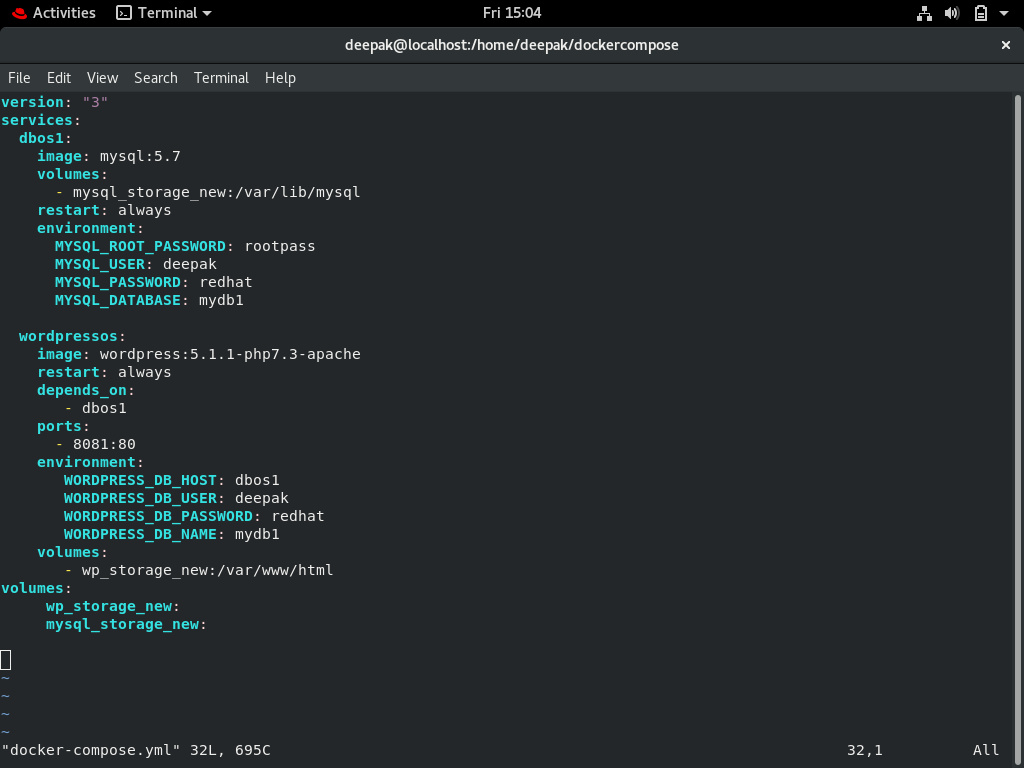 Activities Terminal Fri 15:04
deepak@localhost:/home/deepak/dockercompose ×
File Edit View Search Terminal Help
version: "3"
services:
  dbos1:
    image: mysql:5.7
    volumes:
      - mysql_storage_new:/var/lib/mysql
    restart: always
    environment:
      MYSQL_ROOT_PASSWORD: rootpass
      MYSQL_USER: deepak
      MYSQL_PASSWORD: redhat
      MYSQL_DATABASE: mydb1

  wordpressos:
    image: wordpress:5.1.1-php7.3-apache
    restart: always
    depends_on:
       - dbos1
    ports:
      - 8081:80
    environment:
       WORDPRESS_DB_HOST: dbos1
       WORDPRESS_DB_USER: deepak
       WORDPRESS_DB_PASSWORD: redhat
       WORDPRESS_DB_NAME: mydb1
    volumes:
       - wp_storage_new:/var/www/html
volumes:
     wp_storage_new:
     mysql_storage_new:

~
~
~
~
"docker-compose.yml" 32L, 695C 32,1 All